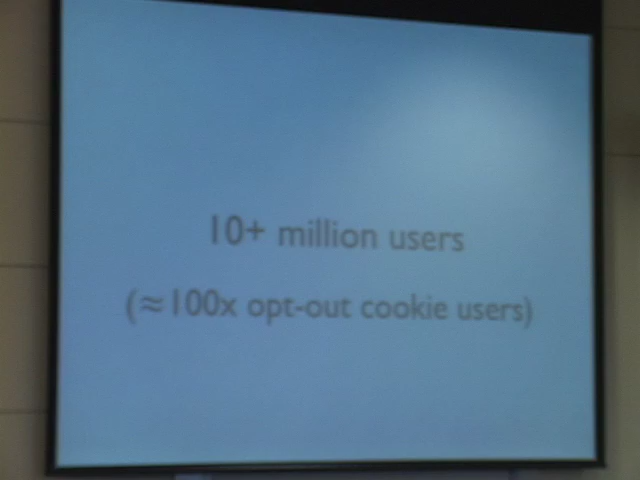 10+ million users
(≈100x opt-out cookie users)